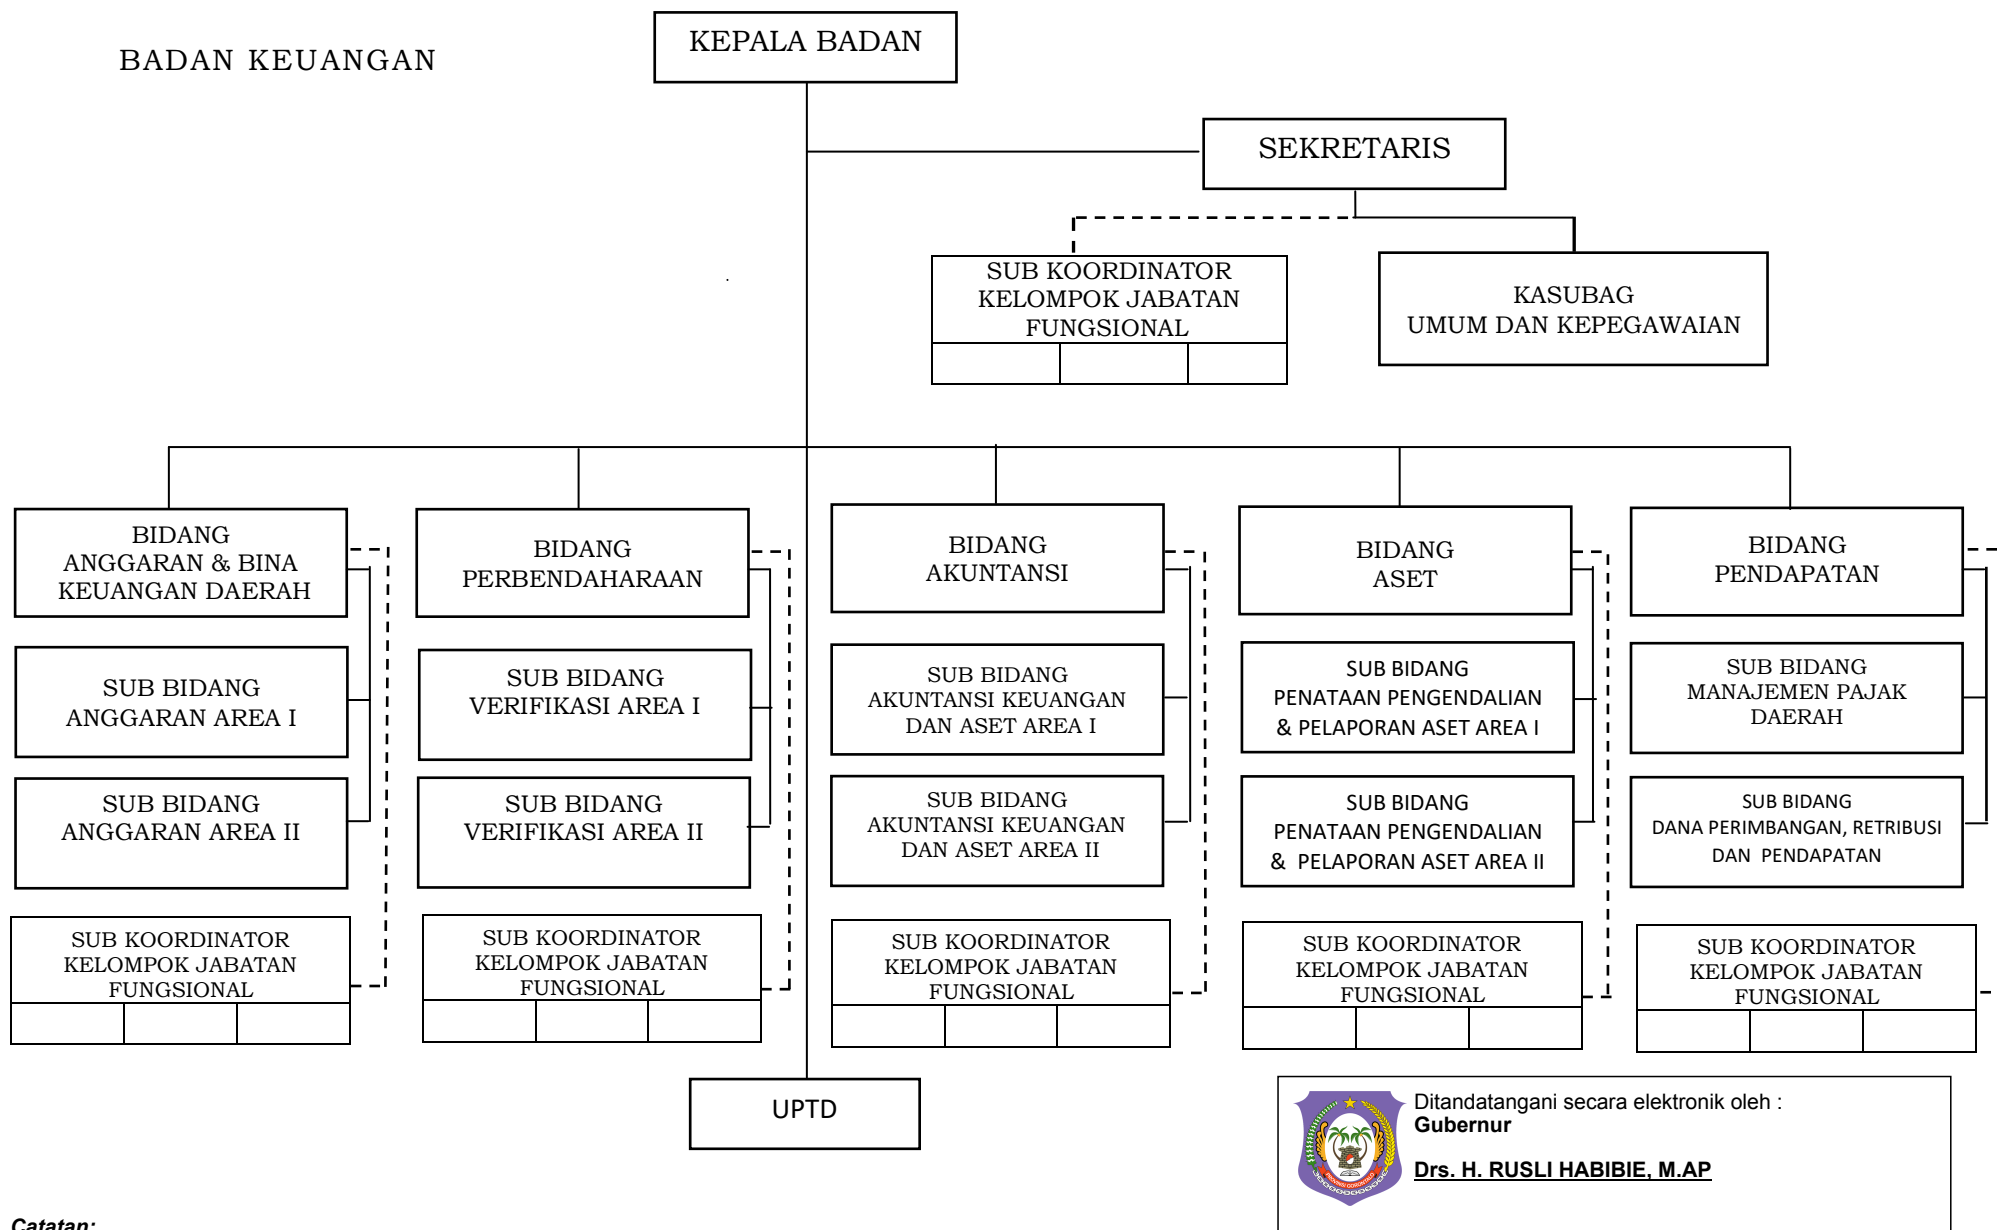 BADAN KEUANGAN
KEPALA BADAN
SEKRETARIS
SUB KOORDINATOR
KELOMPOK JABATAN
FUNGSIONAL
KASUBAG
UMUM DAN KEPEGAWAIAN
BIDANG
ANGGARAN & BINA
KEUANGAN DAERAH
BIDANG
PERBENDAHARAAN
BIDANG
AKUNTANSI
BIDANG
ASET
BIDANG
PENDAPATAN
SUB BIDANG
ANGGARAN AREA I
SUB BIDANG
VERIFIKASI AREA I
SUB BIDANG
AKUNTANSI KEUANGAN
DAN ASET AREA I
SUB BIDANG
PENATAAN PENGENDALIAN
& PELAPORAN ASET AREA I
SUB BIDANG
MANAJEMEN PAJAK
DAERAH
SUB BIDANG
ANGGARAN AREA II
SUB BIDANG
VERIFIKASI AREA II
SUB BIDANG
AKUNTANSI KEUANGAN
DAN ASET AREA II
SUB BIDANG
PENATAAN PENGENDALIAN
& PELAPORAN ASET AREA II
SUB BIDANG
DANA PERIMBANGAN, RETRIBUSI
DAN PENDAPATAN
SUB KOORDINATOR
KELOMPOK JABATAN
FUNGSIONAL
SUB KOORDINATOR
KELOMPOK JABATAN
FUNGSIONAL
SUB KOORDINATOR
KELOMPOK JABATAN
FUNGSIONAL
SUB KOORDINATOR
KELOMPOK JABATAN
FUNGSIONAL
SUB KOORDINATOR
KELOMPOK JABATAN
FUNGSIONAL
UPTD
Ditandatangani secara elektronik oleh :
Gubernur
Drs. H. RUSLI HABIBIE, M.AP
PROVINSI GORONTALO
Catatan: